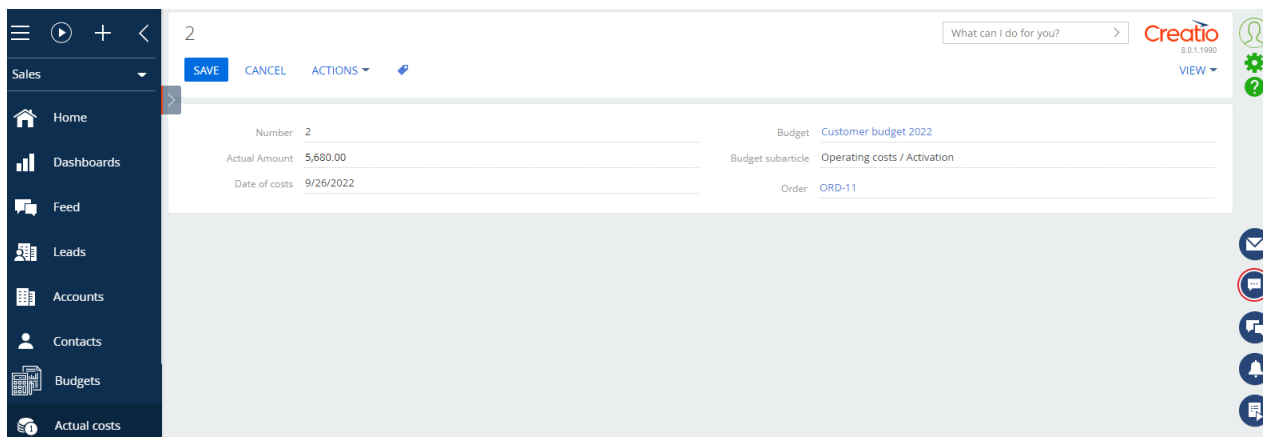 2
What can I do for you?
Creatio
8.0.1.1990
SAVE CANCEL ACTIONS
VIEW
Sales
Home
Dashboards
Feed
Leads
Accounts
Contacts
Budgets
Actual costs
Number 2
Actual Amount 5,680.00
Date of costs 9/26/2022
Budget Customer budget 2022
Budget subarticle Operating costs / Activation
Order ORD-11